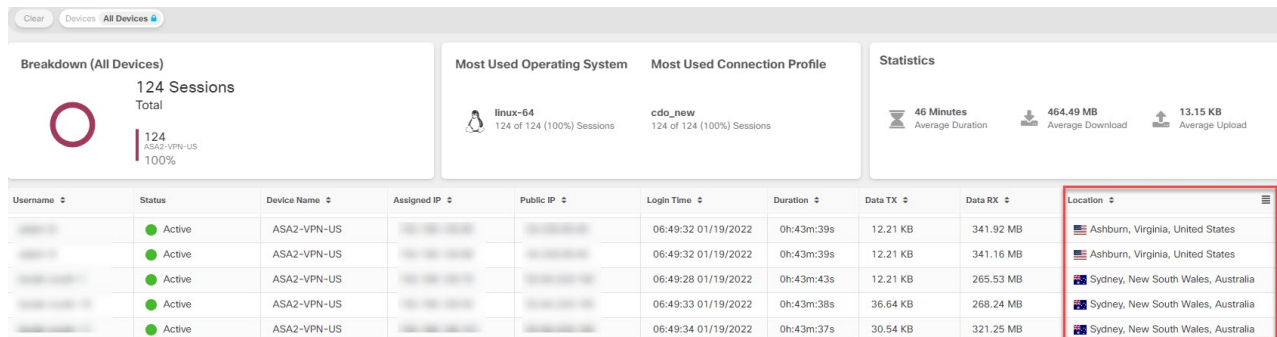 Clear Devices All Devices
Breakdown (All Devices)
124 Sessions
Total
124
ASA2-VPN-US
100%
Most Used Operating System
linux-64
124 of 124 (100%) Sessions
Most Used Connection Profile
cdo_new
124 of 124 (100%) Sessions
Statistics
46 Minutes
Average Duration
464.49 MB
Average Download
13.15 KB
Average Upload
Username Status Device Name Assigned IP Public IP Login Time Duration Data TX Data RX Location
Active ASA2-VPN-US 06:49:32 01/19/2022 0h:43m:39s 12.21 KB 341.92 MB Ashburn, Virginia, United States
Active ASA2-VPN-US 06:49:32 01/19/2022 0h:43m:39s 12.21 KB 341.16 MB Ashburn, Virginia, United States
Active ASA2-VPN-US 06:49:28 01/19/2022 0h:43m:43s 12.21 KB 265.53 MB Sydney, New South Wales, Australia
Active ASA2-VPN-US 06:49:33 01/19/2022 0h:43m:38s 36.64 KB 268.24 MB Sydney, New South Wales, Australia
Active ASA2-VPN-US 06:49:34 01/19/2022 0h:43m:37s 30.54 KB 321.25 MB Sydney, New South Wales, Australia